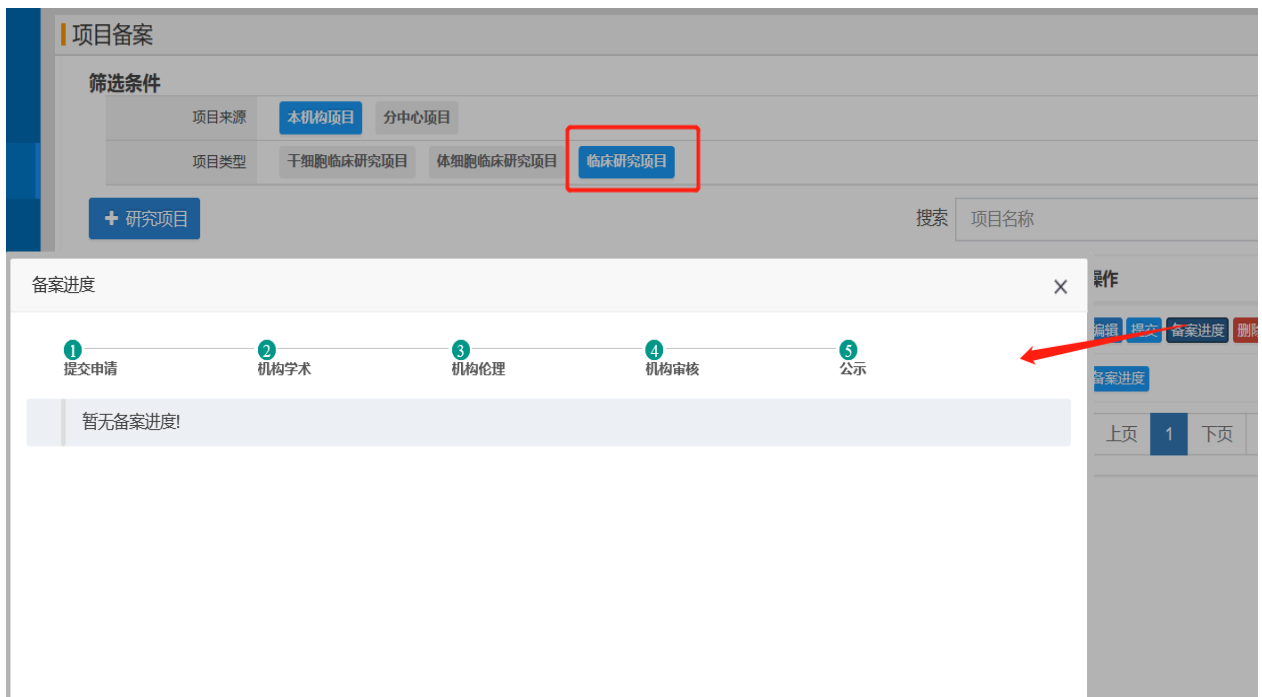 项目备案
筛选条件
项目来源 本机构项目 分中心项目
项目类型 干细胞临床研究项目 体细胞临床研究项目 临床研究项目
研究项目 搜索 项目名称
备案进度 操作
编辑 提交 备案进度 删除
1 2 3 4 5
提交申请 机构学术 机构伦理 机构审核 公示
备案进度
暂无备案进度!
上页 1 下页